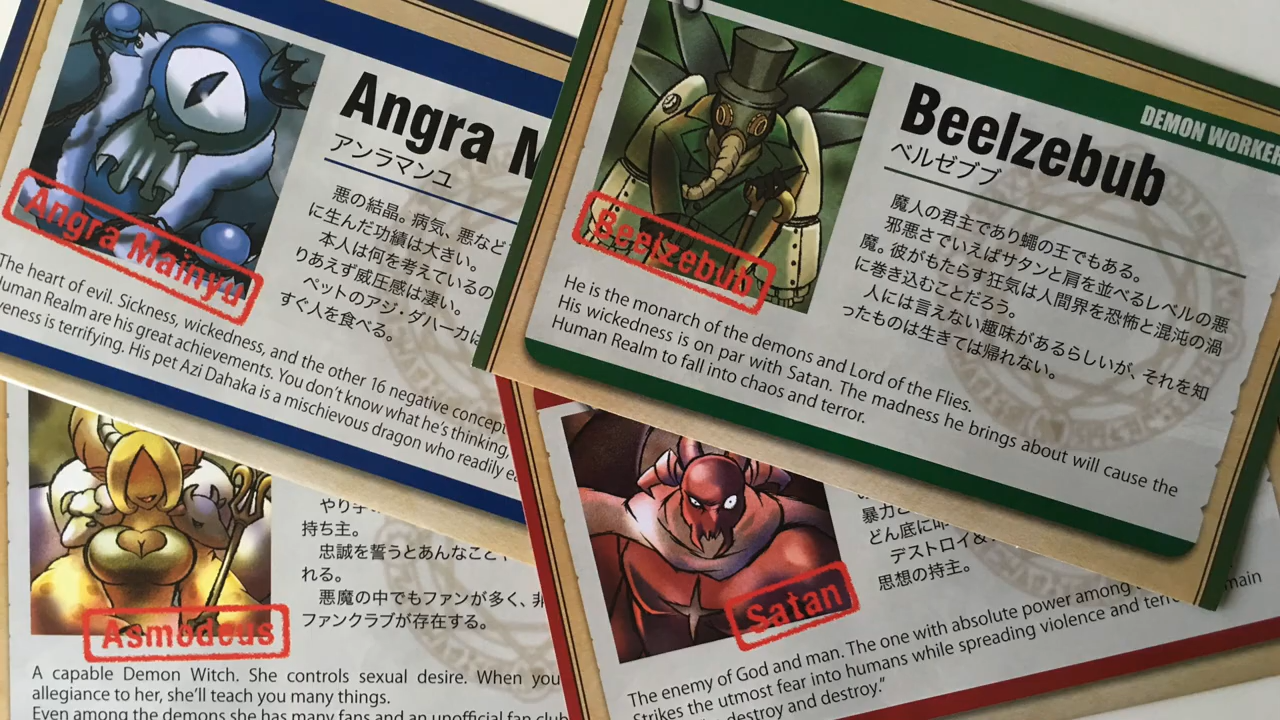 Angra M
アンラマンユ
悪の結晶。病気、悪など
に生んだ功績は大きい。
本人は何を考えているの
りあえず威圧感は凄い。
ペットのアジ・ダハーカは
すぐ人を食べる。
Angra Mainyu
The heart of evil. Sickness, wickedness, and the other 16 negative concept
Human Realm are his great achievements. You don't know what he's thinking,
veness is terrifying. His pet Azi Dahaka is a mischievous dragon who readily ea
DEMON WORKER
Beelzebub
ベルゼブブ
魔人の君主であり蠅の王でもある。
邪悪さでいえばサタンと肩を並べるレベルの悪
魔。彼がもたらす狂気は人間界を恐怖と混沌の渦
に巻き込むことだろう。
人には言えない趣味があるらしいが、それを知
ったものは生きては帰れない。
Beelzebub
He is the monarch of the demons and Lord of the Flies.
His wickedness is on par with Satan. The madness he brings about will cause the
Human Realm to fall into chaos and terror.
やり手
持ち主。
忠誠を誓うとあんなこと
れる。
悪魔の中でもファンが多く、非
ファンクラブが存在する。
Asmodeus
A capable Demon Witch. She controls sexual desire. When you
allegiance to her, she'll teach you many things.
Even among the demons she has many fans and an unofficial fan club
暴力と
どん底に叩
デストロイ&
思想の持主。
Satan
The enemy of God and man. The one with absolute power among
Strikes the utmost fear into humans while spreading violence and terr main
destroy and destroy."